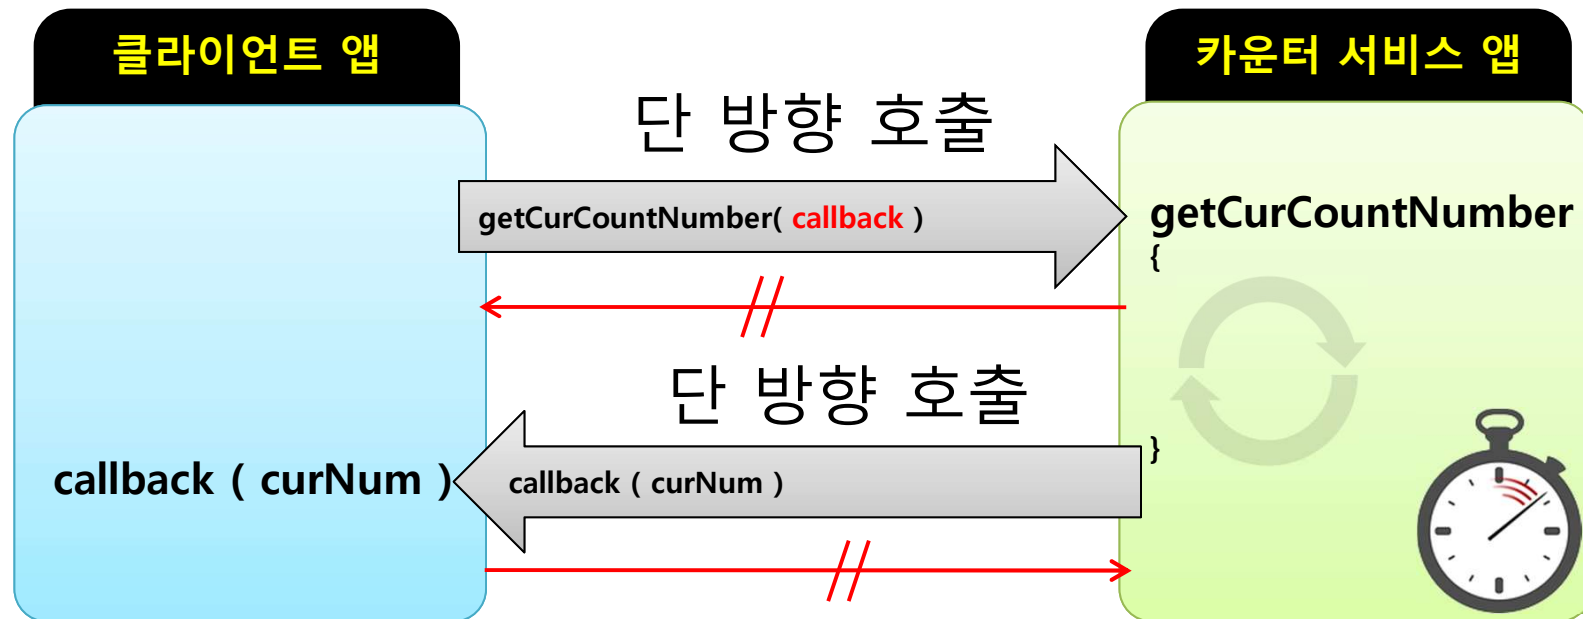 클라이언트 앱
카운터 서비스 앱
단 방향 호출
getCurCountNumber( callback )
getCurCountNumber
{
단 방향 호출
}
callback ( curNum )
callback ( curNum )